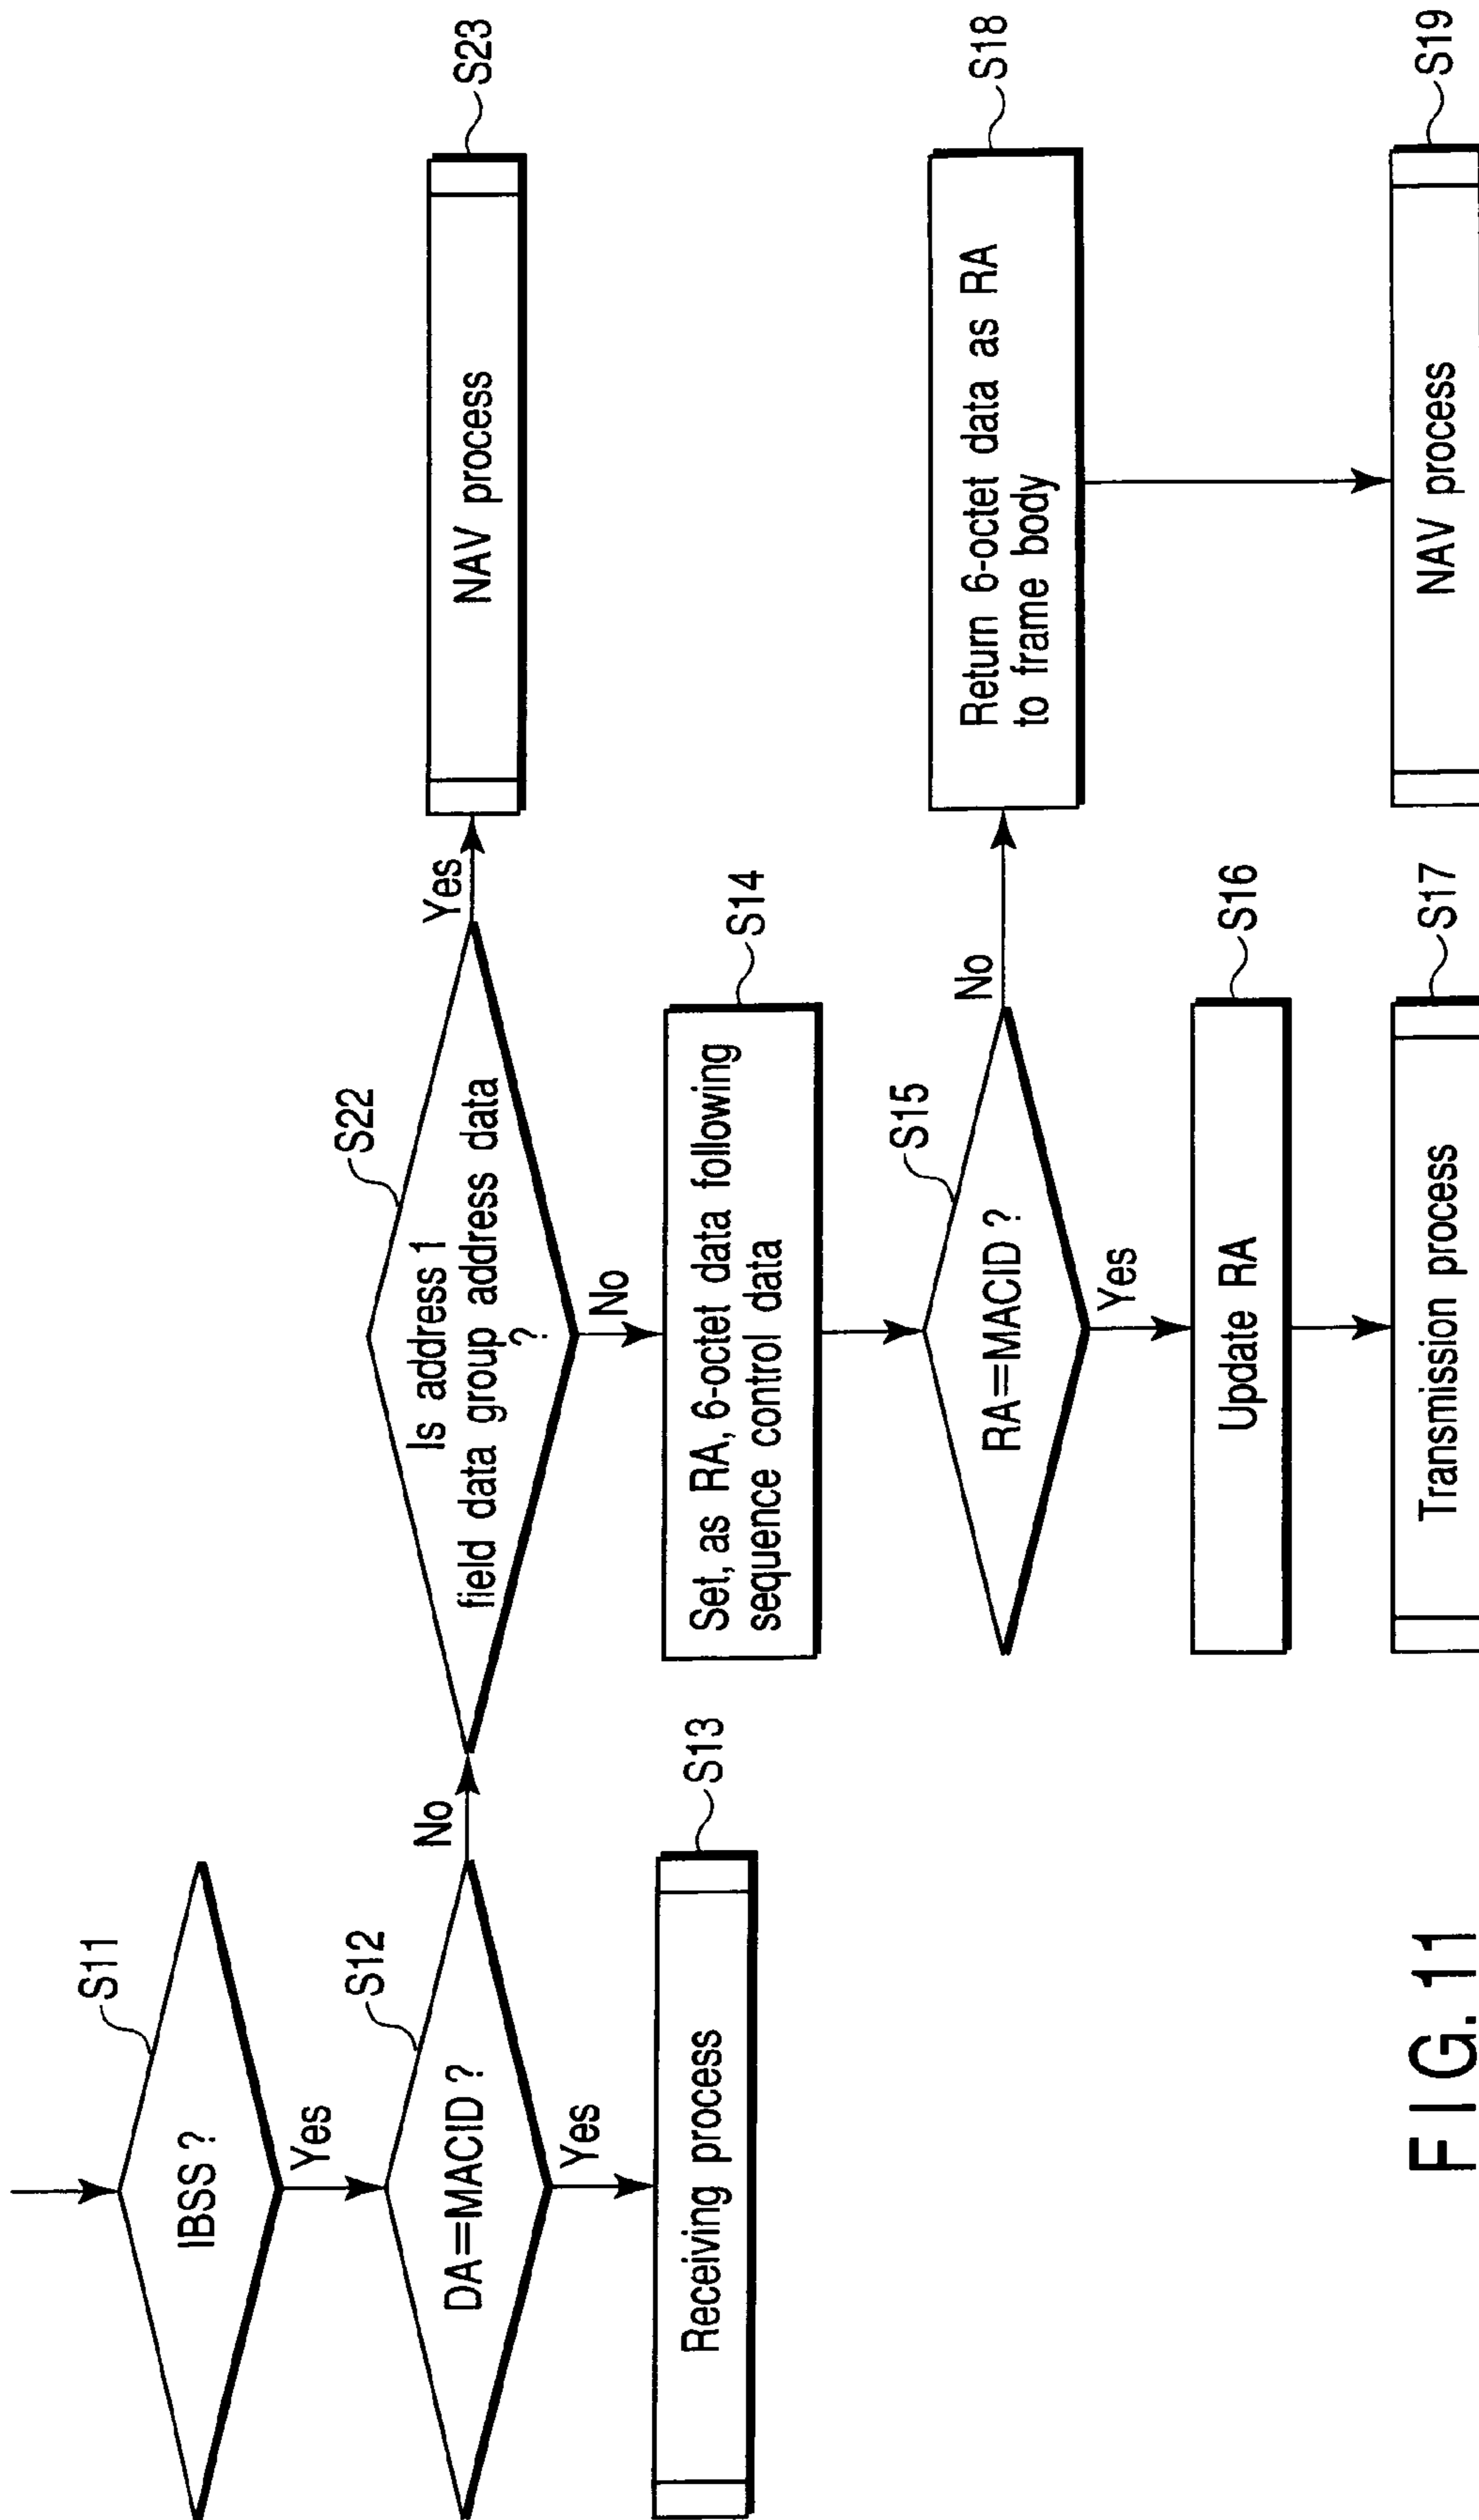 S11
IBSS ?
Yes
S12
DA=MACID ?
No
Yes
S13
Receiving process
S22
Is address 1
field data group address data
?
Yes
No
S23
NAV process
S14
Set, as RA, 6-octet data following
sequence control data
S15
RA=MACID ?
No
Yes
S18
Return 6-octet data as RA
to frame body
S16
Update RA
S17
Transmission process
S19
NAV process
FIG. 11